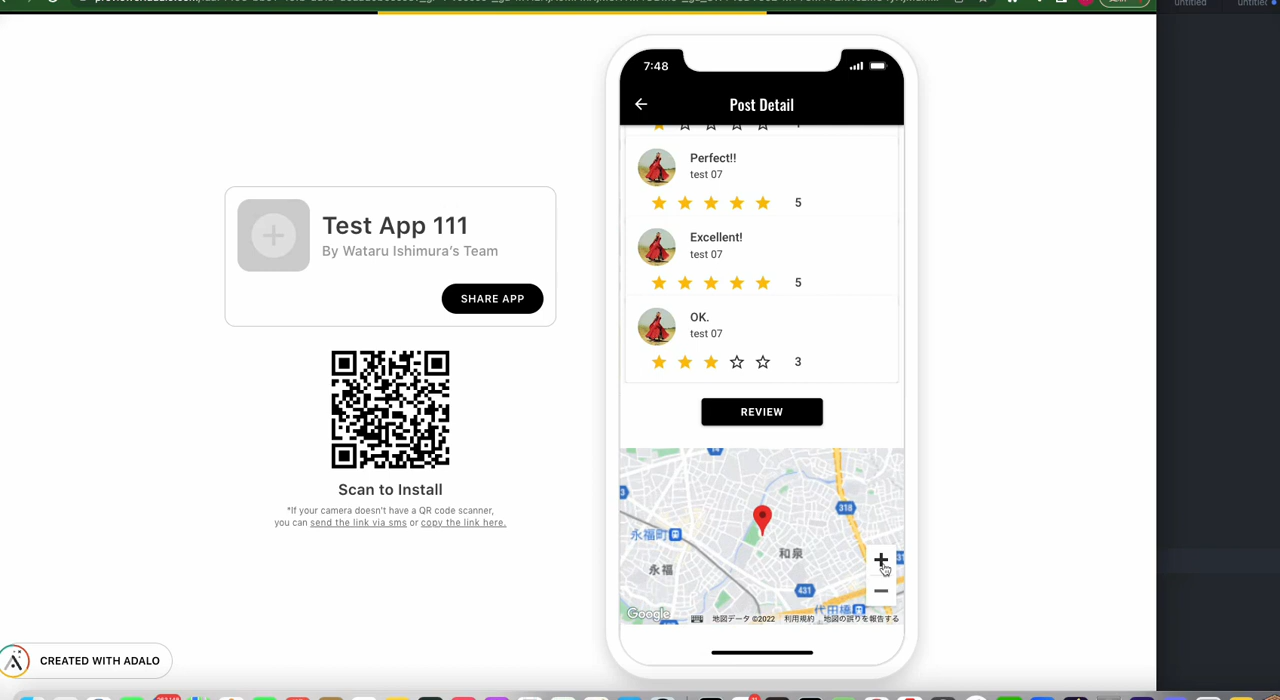 untitled
7:48
Post Detail
Perfect!!
test 07
5
Excellent!
test 07
5
OK.
test 07
3
REVIEW
Test App 111
By Wataru Ishimura's Team
SHARE APP
Scan to Install
*If your camera doesn't have a QR code scanner,
you can send the link via sms or copy the link here.
318
永福町
和泉
永福
431
代田橋
Google
地図データ ©2022
利用規約
地図の誤りを報告する
CREATED WITH ADALO